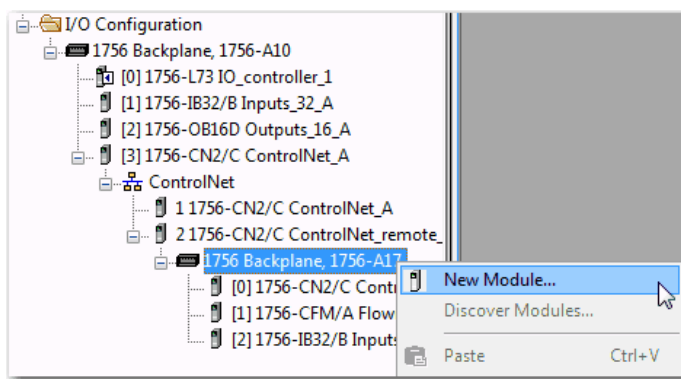 I/O Configuration
1756 Backplane, 1756-A10
[0] 1756-L73 IO_controller_1
[1] 1756-IB32/B Inputs_32_A
[2] 1756-OB16D Outputs_16_A
[3] 1756-CN2/C ControlNet_A
ControlNet
1 1756-CN2/C ControlNet_A
2 1756-CN2/C ControlNet_remote_
1756 Backplane, 1756-A17
[0] 1756-CN2/C Contr
[1] 1756-CFM/A Flow
[2] 1756-IB32/B Inputs
New Module...
Discover Modules...
Paste Ctrl+V